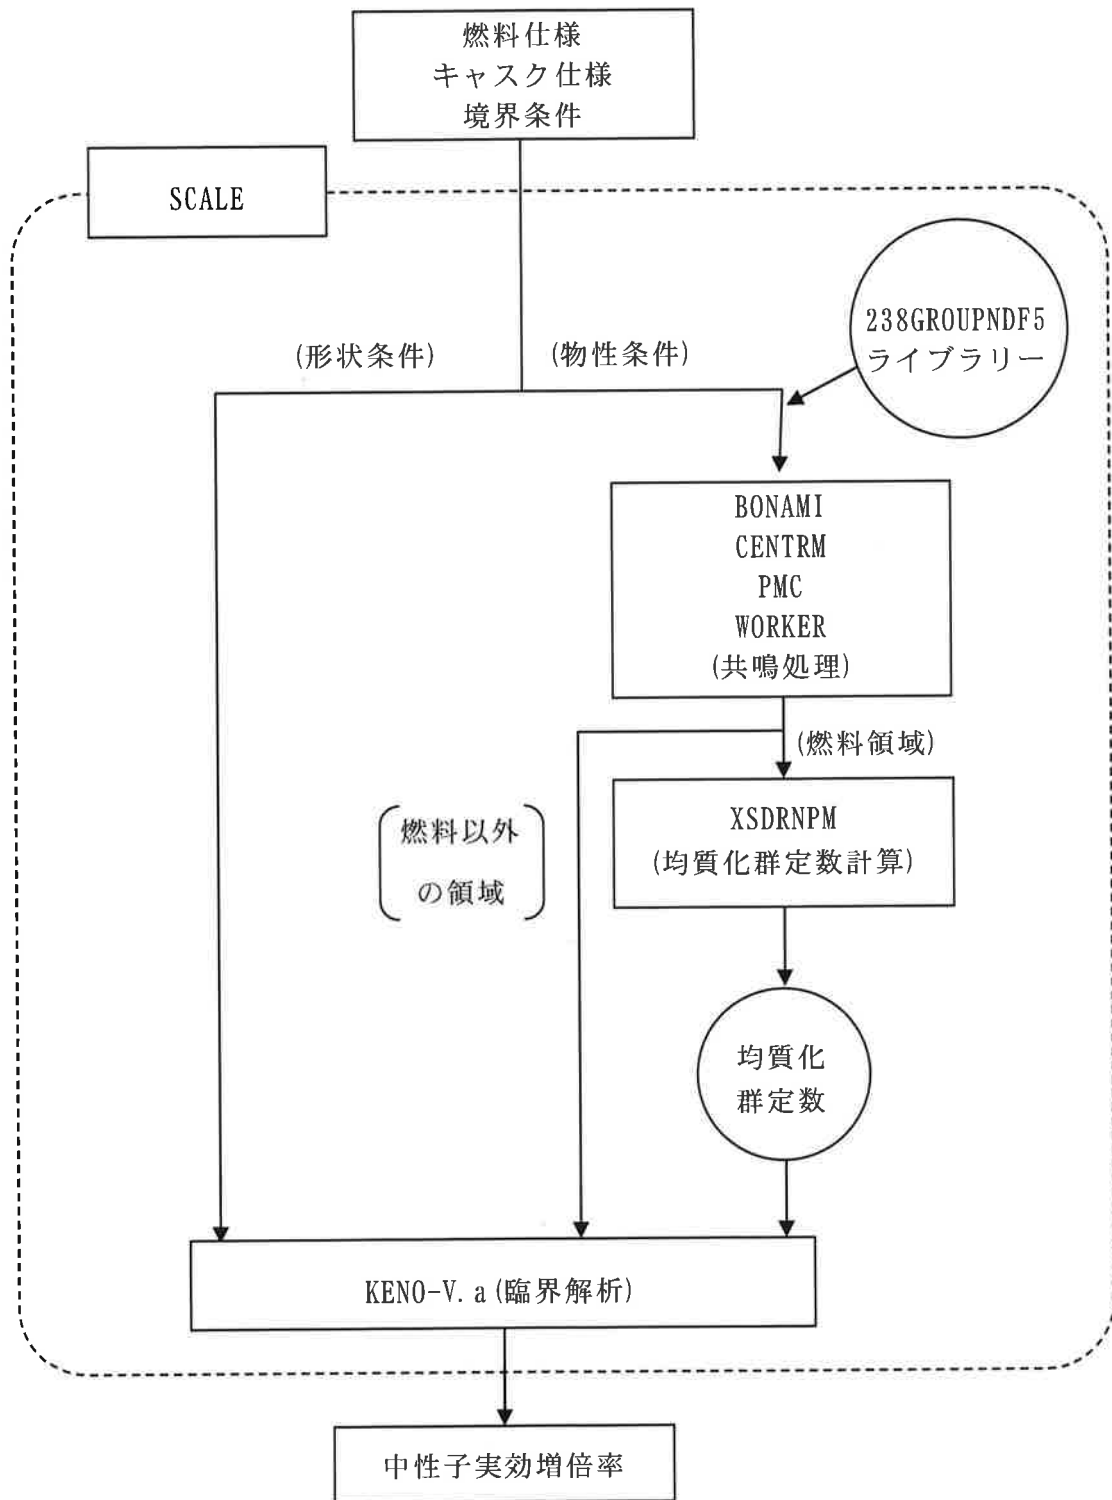 燃料仕様
キャスク仕様
境界条件
SCALE
238GROUPNDF5
ライブラリー
(形状条件)
(物性条件)
BONAMI
CENTRM
PMC
WORKER
(共鳴処理)
(燃料領域)
XSDRNPM
(均質化群定数計算)
燃料以外
の領域
均質化
群定数
KENO-V.a(臨界解析)
中性子実効増倍率